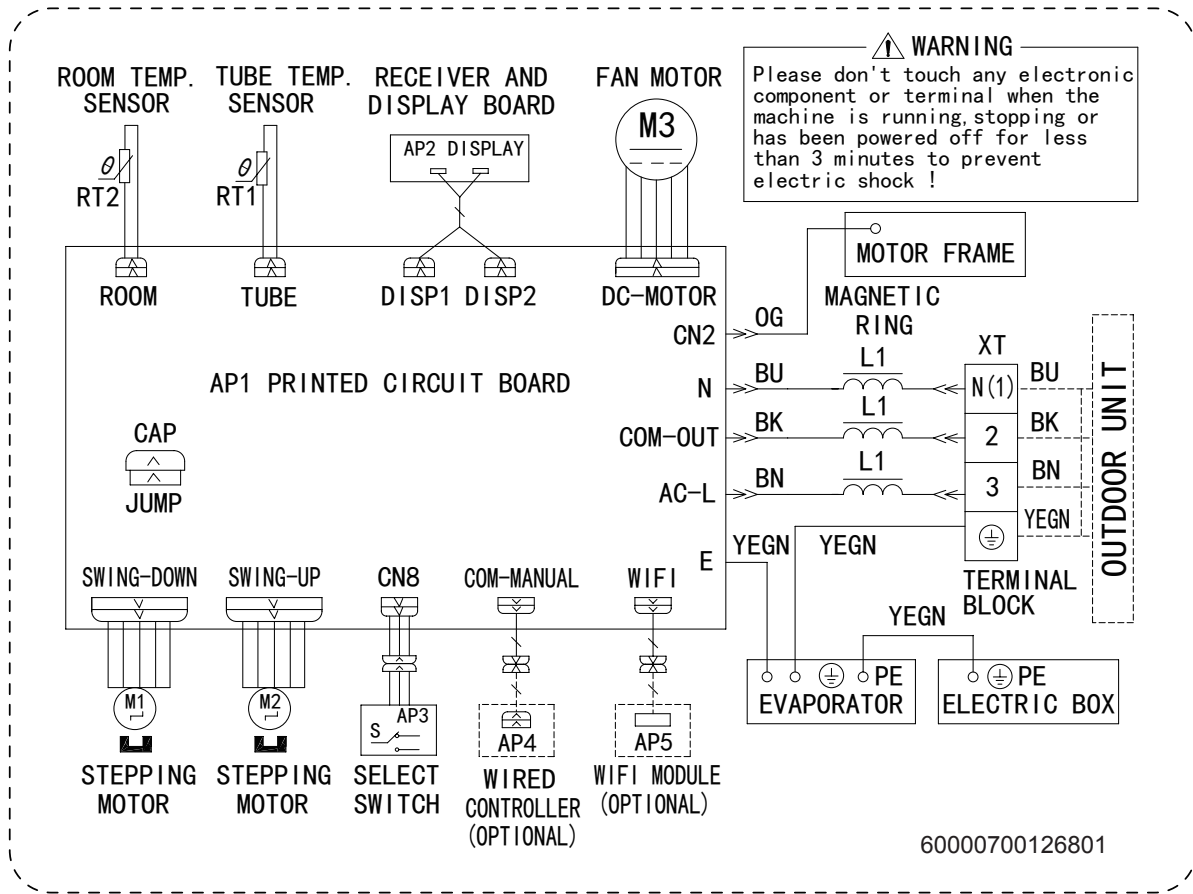 WARNING
Please don't touch any electronic
component or terminal when the
machine is running,stopping or
has been powered off for less
than 3 minutes to prevent
electric shock !
ROOM TEMP.
SENSOR
TUBE TEMP.
SENSOR
RECEIVER AND
DISPLAY BOARD
FAN MOTOR
AP2 DISPLAY
M3
θ
RT2
θ
RT1
ROOM
TUBE
DISP1
DISP2
DC-MOTOR
MOTOR FRAME
CN2
OG
MAGNETIC
RING
AP1 PRINTED CIRCUIT BOARD
N
BU
L1
XT
N(1)
BU
COM-OUT
BK
L1
2
BK
AC-L
BN
L1
3
BN
YEGN
OUTDOOR UNIT
CAP
JUMP
E
YEGN
YEGN
TERMINAL
BLOCK
YEGN
SWING-DOWN
SWING-UP
CN8
COM-MANUAL
WIFI
PE
EVAPORATOR
PE
ELECTRIC BOX
M1
M2
S
AP3
AP4
AP5
STEPPING
MOTOR
STEPPING
MOTOR
SELECT
SWITCH
WIRED
CONTROLLER
(OPTIONAL)
WIFI MODULE
(OPTIONAL)
60000700126801